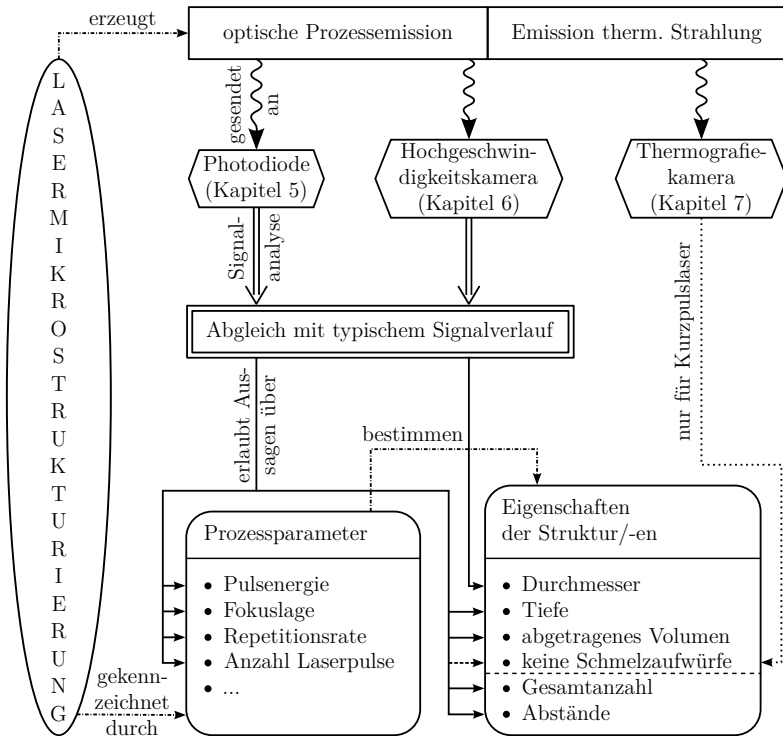 erzeugt
optische Prozessemission
Emission therm. Strahlung
LASERMIKROSTRUKTURIERUNG
gesendet
an
Photodiode
(Kapitel 5)
Hochgeschwin-
digkeitskamera
(Kapitel 6)
Thermografie-
kamera
(Kapitel 7)
Signal-
analyse
Abgleich mit typischem Signalverlauf
erlaubt Aus-
sagen über
nur für Kurzpulslaser
bestimmen
Prozessparameter
• Pulsenergie
• Fokuslage
• Repetitionsrate
• Anzahl Laserpulse
• ...
Eigenschaften
der Struktur/-en
• Durchmesser
• Tiefe
• abgetragenes Volumen
• keine Schmelzaufwürfe
• Gesamtanzahl
• Abstände
gekenn-
zeichnet
durch